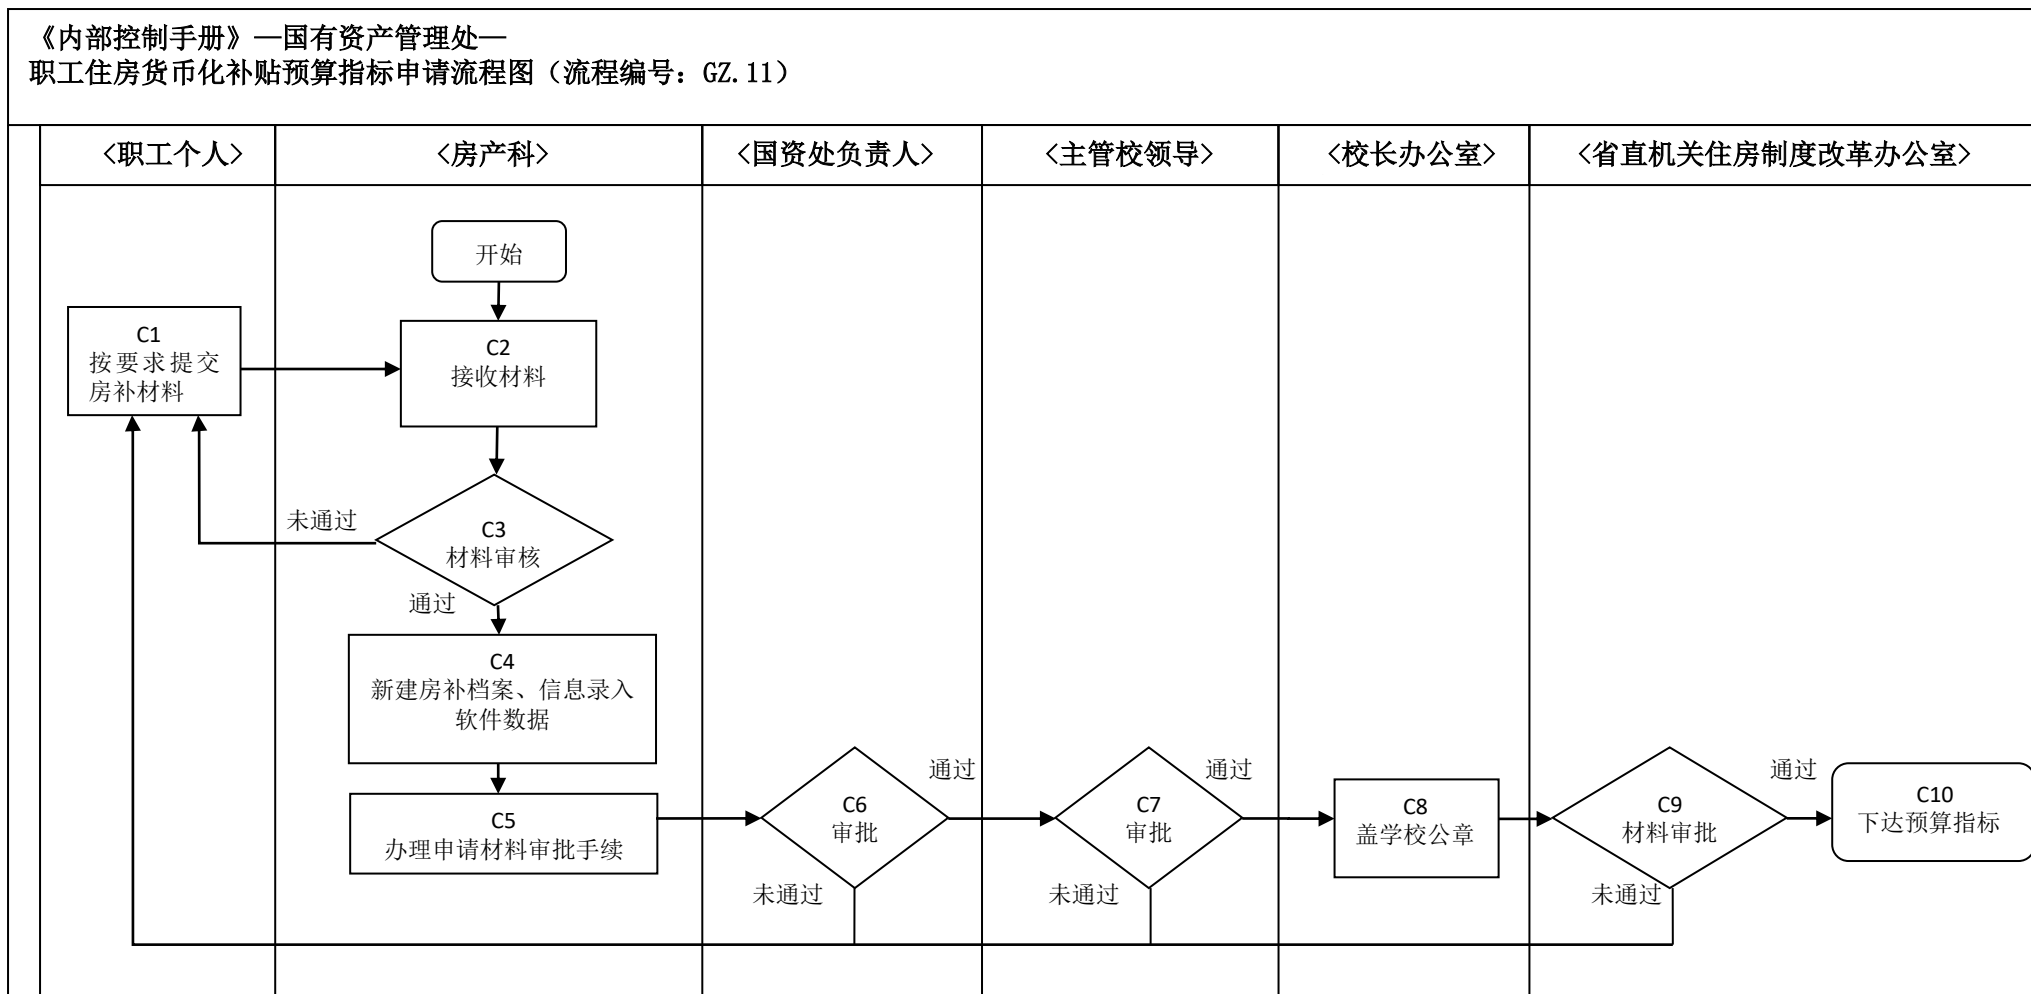 《内部控制手册》—国有资产管理处—
职工住房货币化补贴预算指标申请流程图（流程编号：GZ.11）
<职工个人>
<房产科>
<国资处负责人>
<主管校领导>
<校长办公室>
<省直机关住房制度改革办公室>
开始
C1
按要求提交
房补材料
C2
接收材料
未通过
C3
材料审核
通过
C4
新建房补档案、信息录入
软件数据
C5
办理申请材料审批手续
C6
审批
通过
未通过
C7
审批
通过
未通过
C8
盖学校公章
C9
材料审批
通过
未通过
C10
下达预算指标